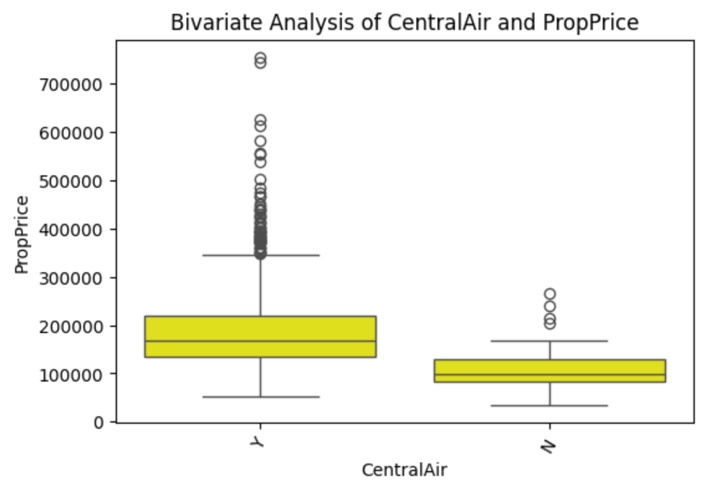 Bivariate Analysis of CentralAir and PropPrice
700000
600000
500000
400000
300000
200000
100000
0
PropPrice
Y
N
CentralAir